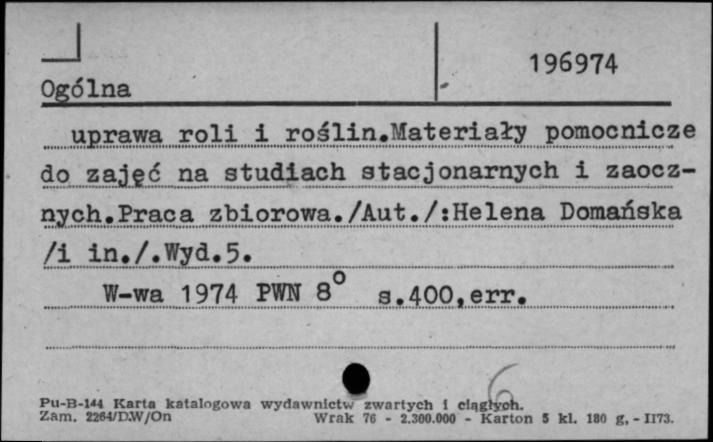 196974
Ogólna
uprawa roli i roślin.Materiały pomocnicze
do zajęć na studiach stacjonarnych i zaocz-
nych.Praca zbiorowa./Aut./:Helena Domańska
/i in./.Wyd.5.
W-wa 1974 PWN 8° s.400,err.
6
Pu-B-144 Karta katalogowa wydawnictw zwartych i ciągłych.
Zam. 2264/D.W/On Wrak 76 - 2.300.000 - Karton 5 kl. 180 g, - II73.